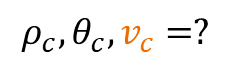 ρ_c, θ_c, v_c =?